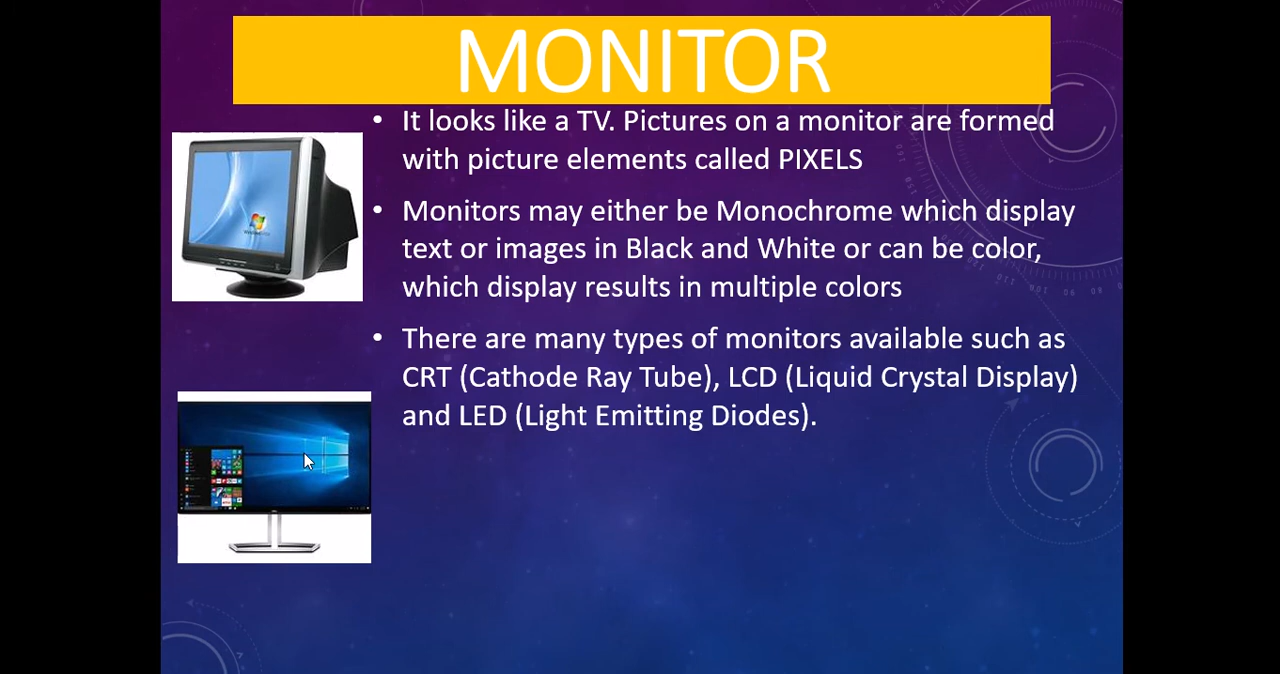 MONITOR
• It looks like a TV. Pictures on a monitor are formed
with picture elements called PIXELS
• Monitors may either be Monochrome which display
text or images in Black and White or can be color,
which display results in multiple colors
• There are many types of monitors available such as
CRT (Cathode Ray Tube), LCD (Liquid Crystal Display)
and LED (Light Emitting Diodes).